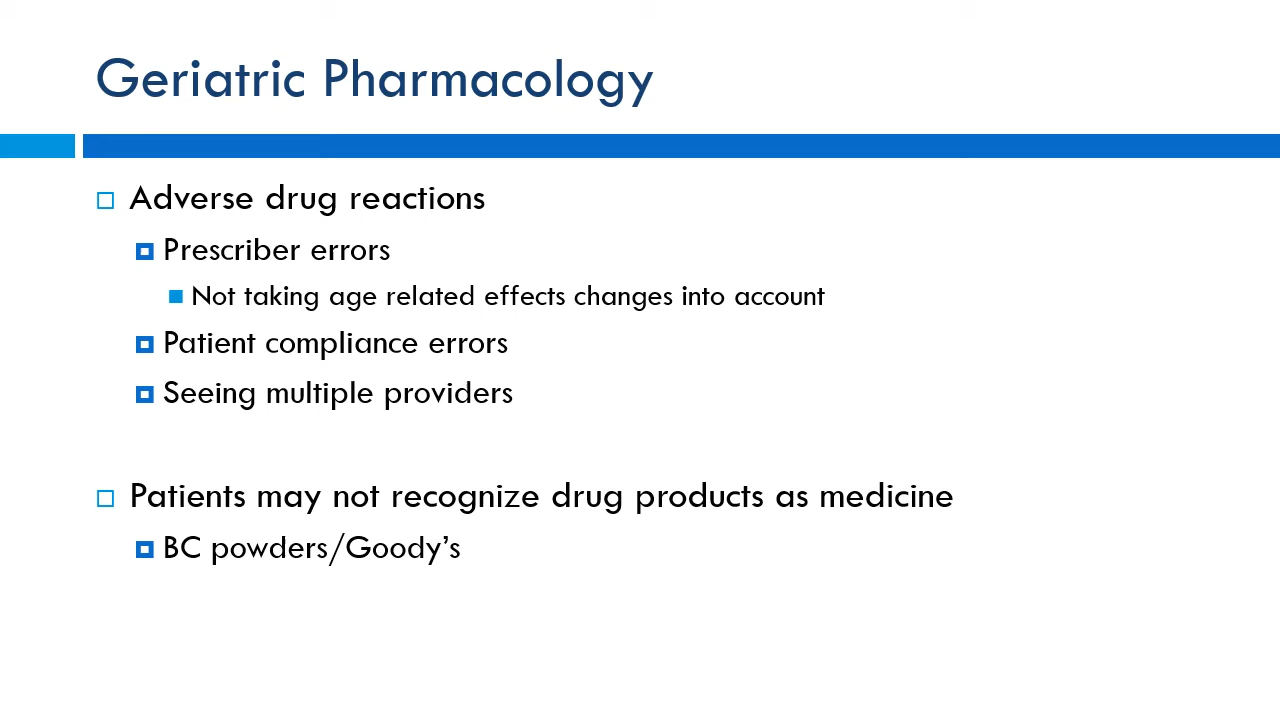 Geriatric Pharmacology
Adverse drug reactions
Prescriber errors
Not taking age related effects changes into account
Patient compliance errors
Seeing multiple providers
Patients may not recognize drug products as medicine
BC powders/Goody’s